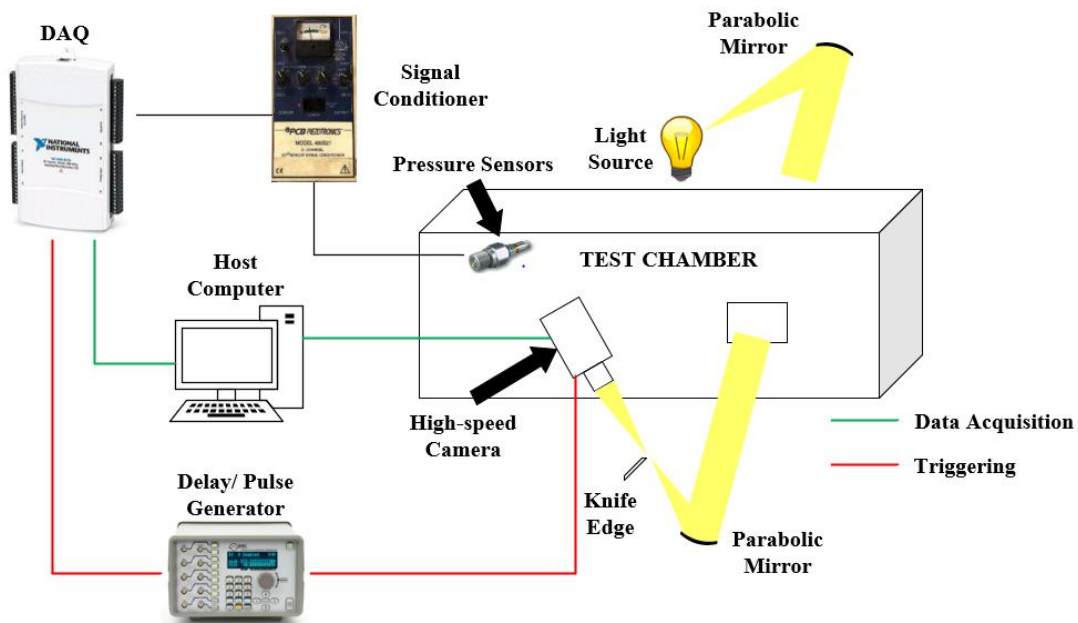 DAQ
Signal
Conditioner
Parabolic
Mirror
Light
Source
Pressure Sensors
NATIONAL
INSTRUMENTS
PCB PIEZOTRONICS
TEST CHAMBER
Host
Computer
High-speed
Camera
Data Acquisition
Triggering
Delay/ Pulse
Generator
Knife
Edge
Parabolic
Mirror